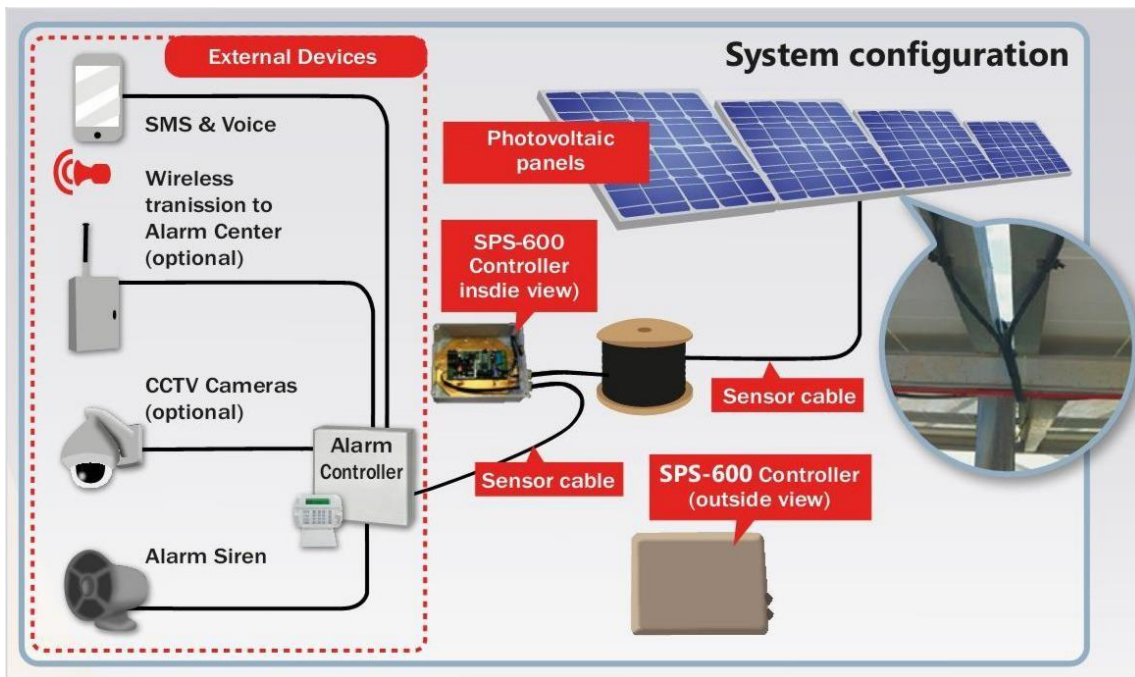 System configuration
External Devices
SMS & Voice
Wireless
tranission to
Alarm Center
(optional)
CCTV Cameras
(optional)
Alarm Siren
Alarm
Controller
Photovoltaic
panels
SPS-600
Controller
insdie view)
Sensor cable
Sensor cable
SPS-600 Controller
(outside view)